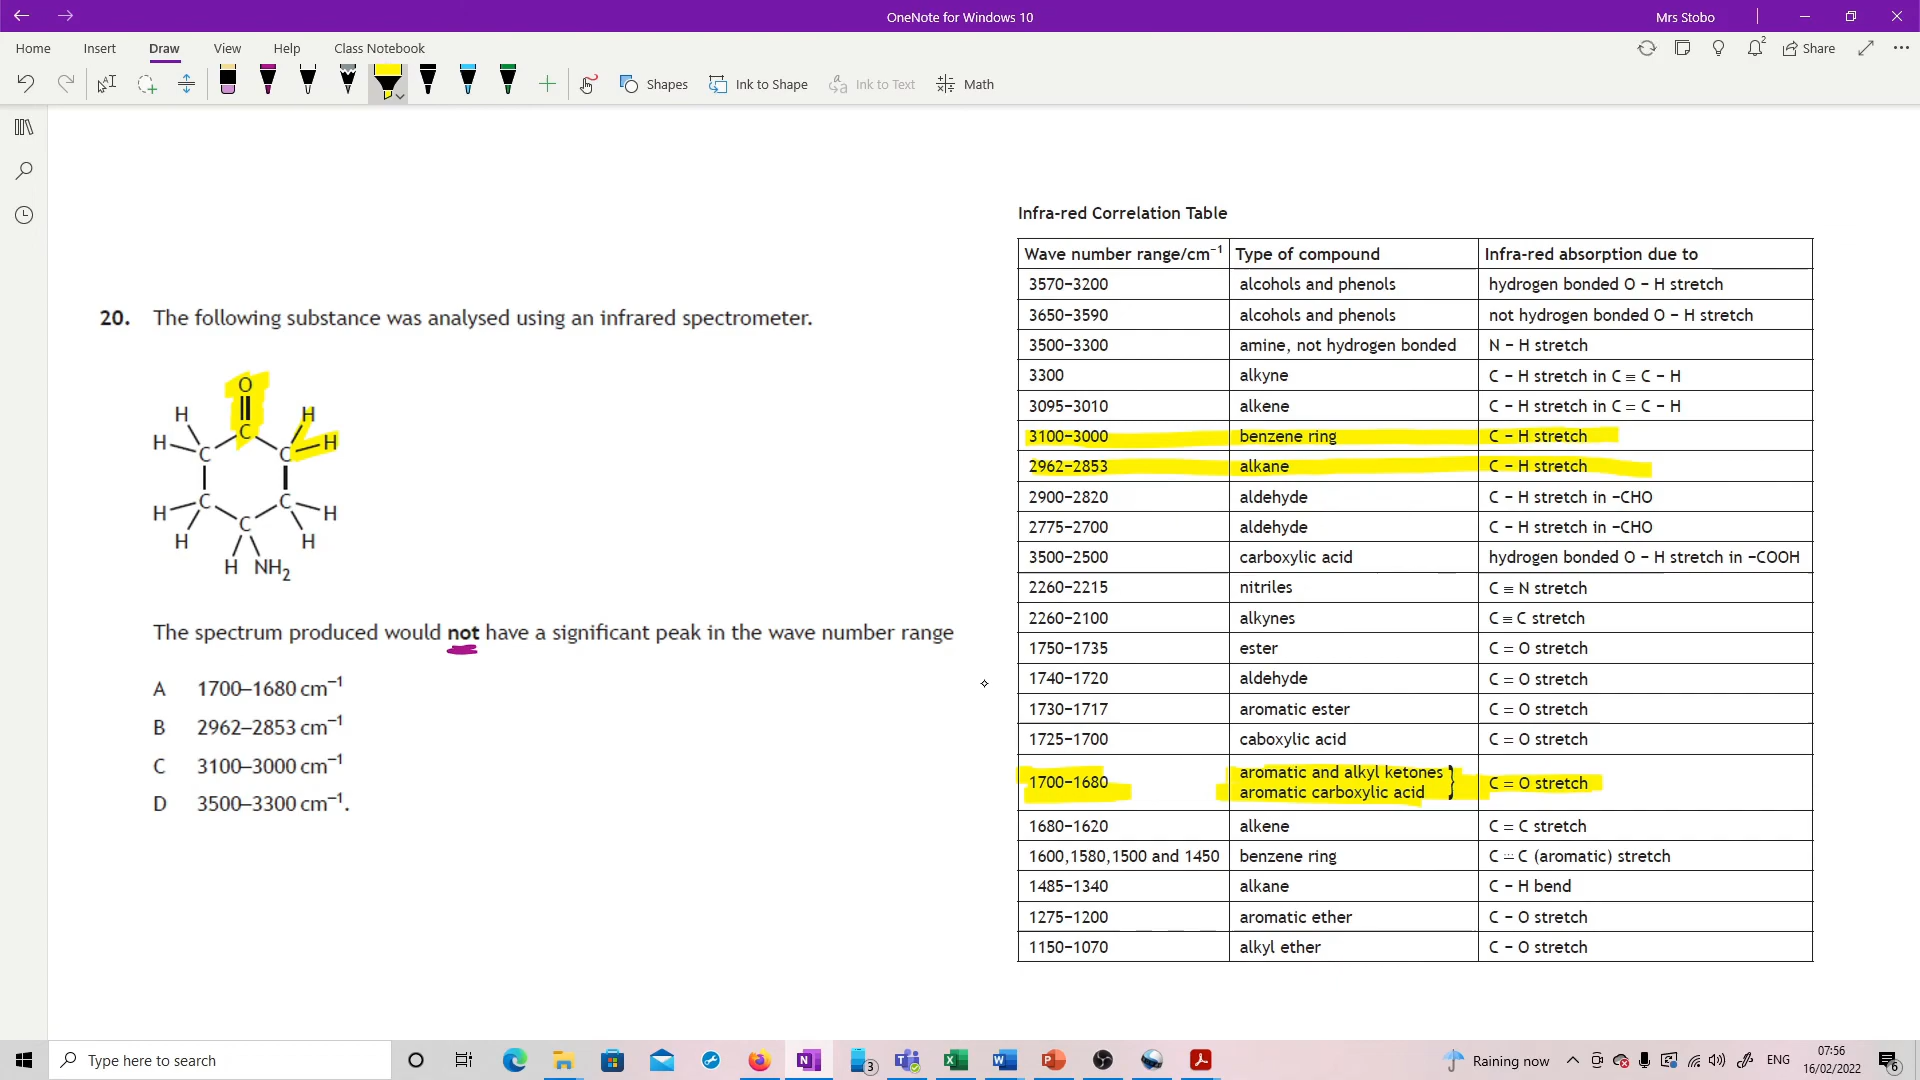 OneNote for Windows 10
Mrs Stobo
Home Insert Draw View Help Class Notebook
2
Share
Shapes Ink to Shape Ink to Text Math
Infra-red Correlation Table
Wave number range/cm⁻¹ Type of compound Infra-red absorption due to
3570–3200 alcohols and phenols hydrogen bonded O – H stretch
3650–3590 alcohols and phenols not hydrogen bonded O – H stretch
3500–3300 amine, not hydrogen bonded N – H stretch
3300 alkyne C – H stretch in C ≡ C – H
3095–3010 alkene C – H stretch in C = C – H
3100–3000 benzene ring C – H stretch
2962–2853 alkane C – H stretch
2900–2820 aldehyde C – H stretch in –CHO
2775–2700 aldehyde C – H stretch in –CHO
3500–2500 carboxylic acid hydrogen bonded O – H stretch in –COOH
2260–2215 nitriles C ≡ N stretch
2260–2100 alkynes C ≡ C stretch
1750–1735 ester C = O stretch
1740–1720 aldehyde C = O stretch
1730–1717 aromatic ester C = O stretch
1725–1700 caboxylic acid C = O stretch
1700–1680 aromatic and alkyl ketones
aromatic carboxylic acid } C = O stretch
1680–1620 alkene C = C stretch
1600,1580,1500 and 1450 benzene ring C ⩦ C (aromatic) stretch
1485–1340 alkane C – H bend
1275–1200 aromatic ether C – O stretch
1150–1070 alkyl ether C – O stretch
20. The following substance was analysed using an infrared spectrometer.
O
H C H
H C C H
H C C H
H C H
H NH₂
The spectrum produced would not have a significant peak in the wave number range
A 1700–1680 cm⁻¹
B 2962–2853 cm⁻¹
C 3100–3000 cm⁻¹
D 3500–3300 cm⁻¹.
Type here to search
3
Raining now
ENG
07:56
16/02/2022
6